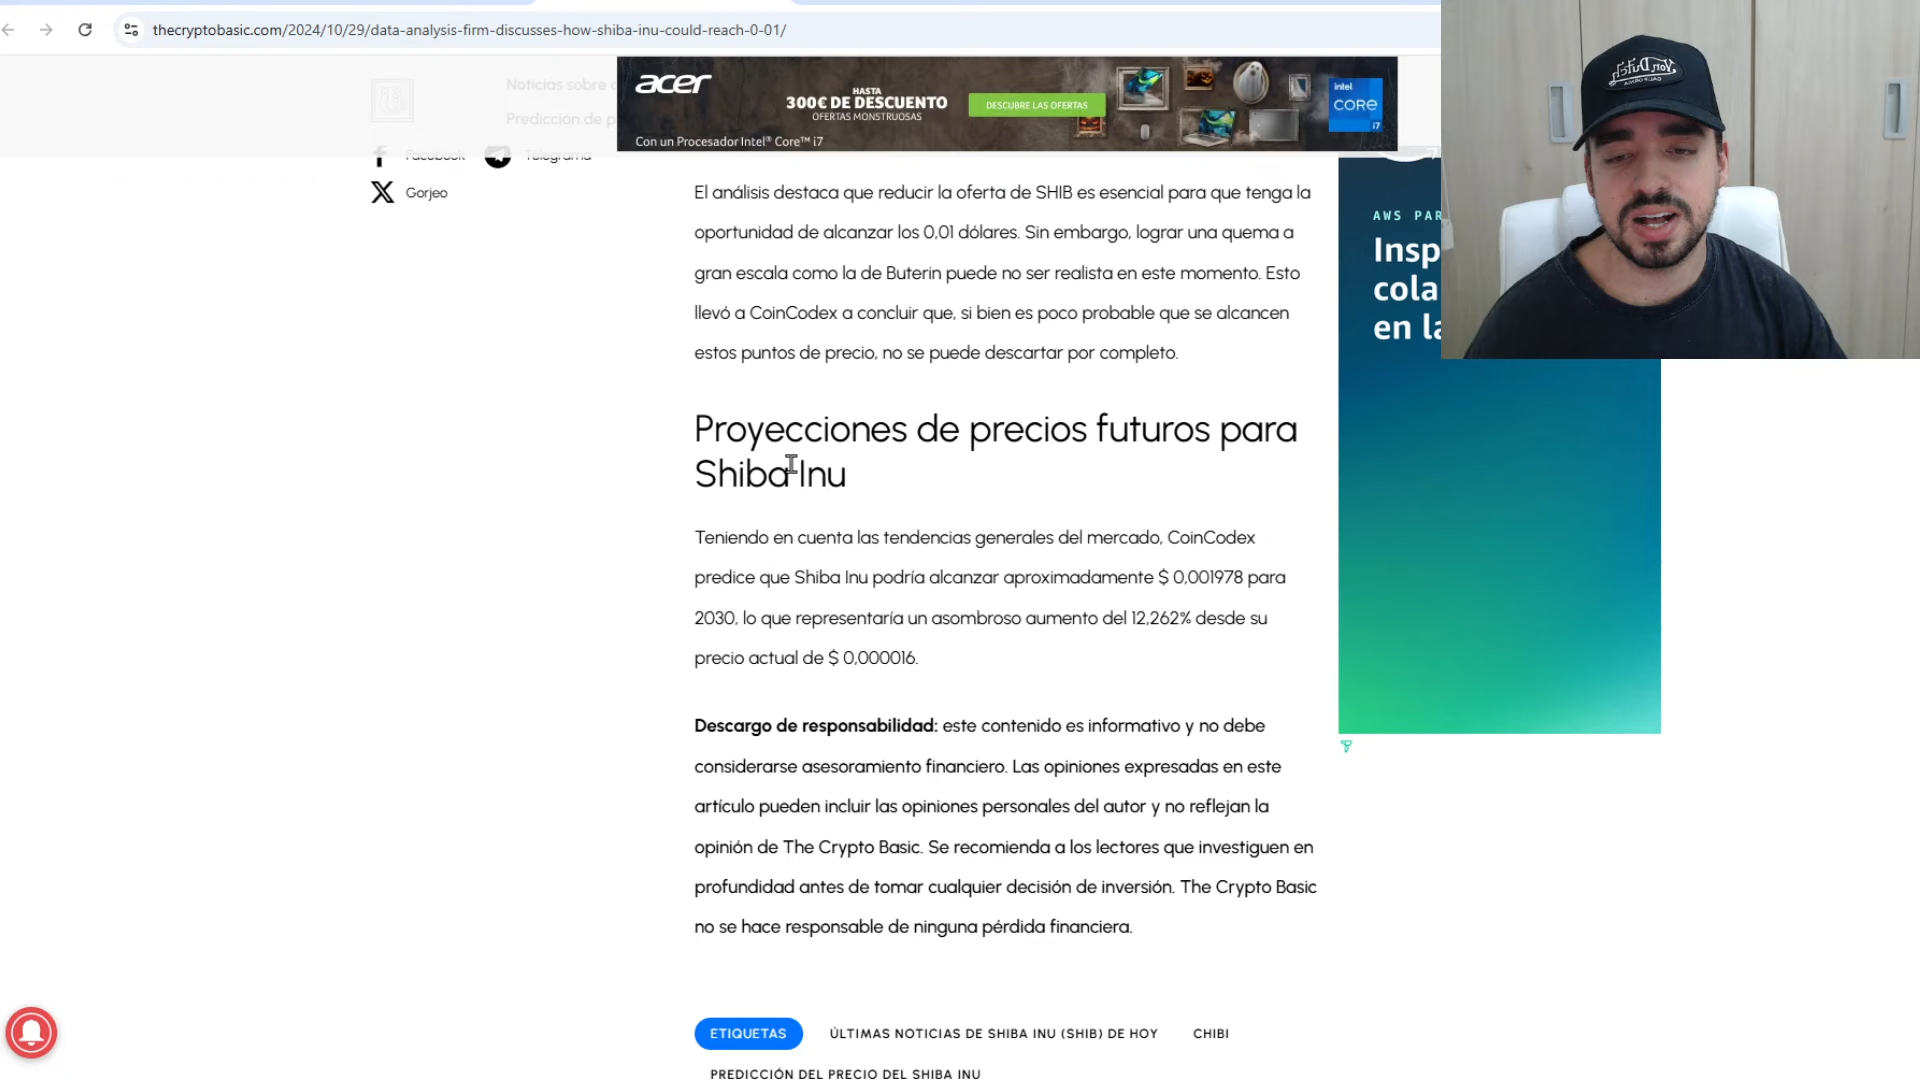 thecryptobasic.com/2024/10/29/data-analysis-firm-discusses-how-shiba-inu-could-reach-0-01/
Noticias sobre c
Predicción de p
Facebook
Telegrama
Gorjeo
acer
HASTA
300€ DE DESCUENTO
OFERTAS MONSTRUOSAS
DESCUBRE LAS OFERTAS
intel
CORE
i7
Con un Procesador Intel® Core™ i7
El análisis destaca que reducir la oferta de SHIB es esencial para que tenga la
oportunidad de alcanzar los 0,01 dólares. Sin embargo, lograr una quema a
gran escala como la de Buterin puede no ser realista en este momento. Esto
llevó a CoinCodex a concluir que, si bien es poco probable que se alcancen
estos puntos de precio, no se puede descartar por completo.
Proyecciones de precios futuros para
Shiba Inu
Teniendo en cuenta las tendencias generales del mercado, CoinCodex
predice que Shiba Inu podría alcanzar aproximadamente $ 0,001978 para
2030, lo que representaría un asombroso aumento del 12,262% desde su
precio actual de $ 0,000016.
Descargo de responsabilidad: este contenido es informativo y no debe
considerarse asesoramiento financiero. Las opiniones expresadas en este
artículo pueden incluir las opiniones personales del autor y no reflejan la
opinión de The Crypto Basic. Se recomienda a los lectores que investiguen en
profundidad antes de tomar cualquier decisión de inversión. The Crypto Basic
no se hace responsable de ninguna pérdida financiera.
ETIQUETAS
ÚLTIMAS NOTICIAS DE SHIBA INU (SHIB) DE HOY
CHIBI
PREDICCIÓN DEL PRECIO DEL SHIBA INU
AWS PAR
Insp
cola
en la
Von Dutch